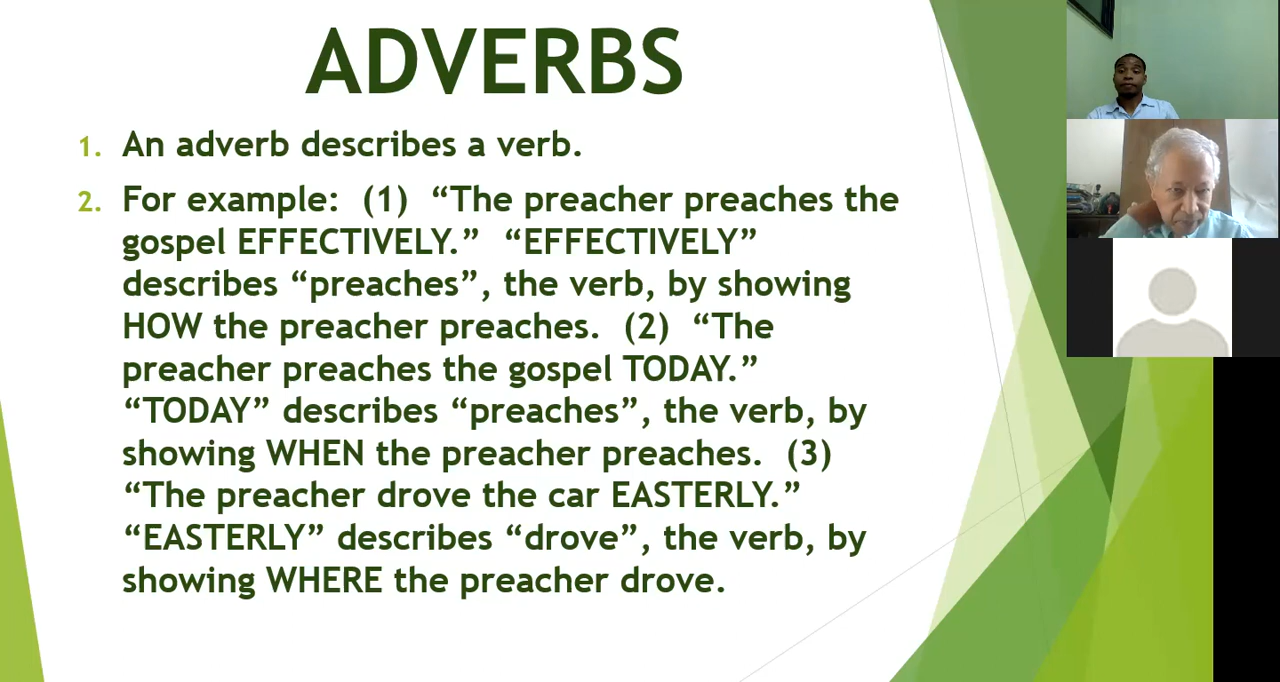 ADVERBS
1. An adverb describes a verb.
2. For example: (1) “The preacher preaches the
gospel EFFECTIVELY.” “EFFECTIVELY”
describes “preaches”, the verb, by showing
HOW the preacher preaches. (2) “The
preacher preaches the gospel TODAY.”
“TODAY” describes “preaches”, the verb, by
showing WHEN the preacher preaches. (3)
“The preacher drove the car EASTERLY.”
“EASTERLY” describes “drove”, the verb, by
showing WHERE the preacher drove.